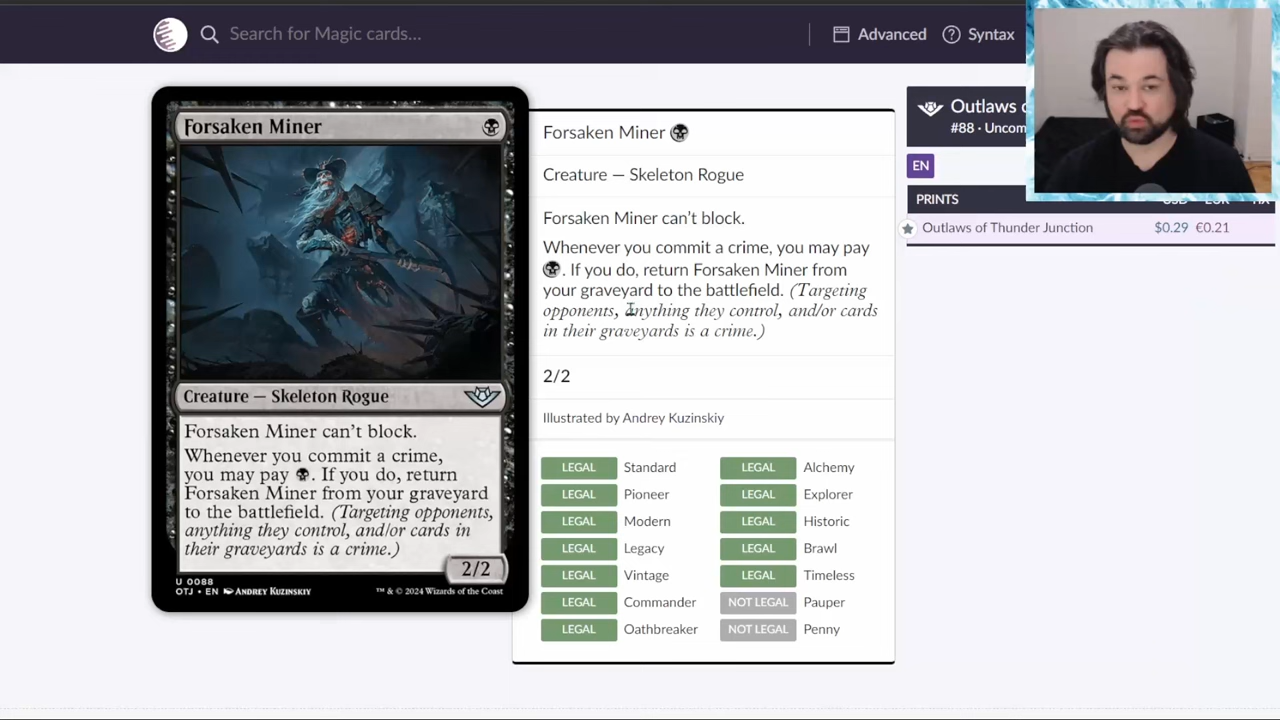 Search for Magic cards...
Advanced
Syntax
Forsaken Miner
Creature — Skeleton Rogue
Forsaken Miner can't block.
Whenever you commit a crime,
you may pay . If you do, return
Forsaken Miner from your graveyard
to the battlefield. (Targeting opponents,
anything they control, and/or cards in
their graveyards is a crime.)
2/2
U 0088
OTJ • EN ANDREY KUZINSKIY
™ & © 2024 Wizards of the Coast
Forsaken Miner
Creature — Skeleton Rogue
Forsaken Miner can't block.
Whenever you commit a crime, you may pay
. If you do, return Forsaken Miner from
your graveyard to the battlefield. (Targeting
opponents, anything they control, and/or cards
in their graveyards is a crime.)
2/2
Illustrated by Andrey Kuzinskiy
LEGAL Standard LEGAL Alchemy
LEGAL Pioneer LEGAL Explorer
LEGAL Modern LEGAL Historic
LEGAL Legacy LEGAL Brawl
LEGAL Vintage LEGAL Timeless
LEGAL Commander NOT LEGAL Pauper
LEGAL Oathbreaker NOT LEGAL Penny
Outlaws
#88 · Uncom
EN
PRINTS
Outlaws of Thunder Junction $0.29 €0.21